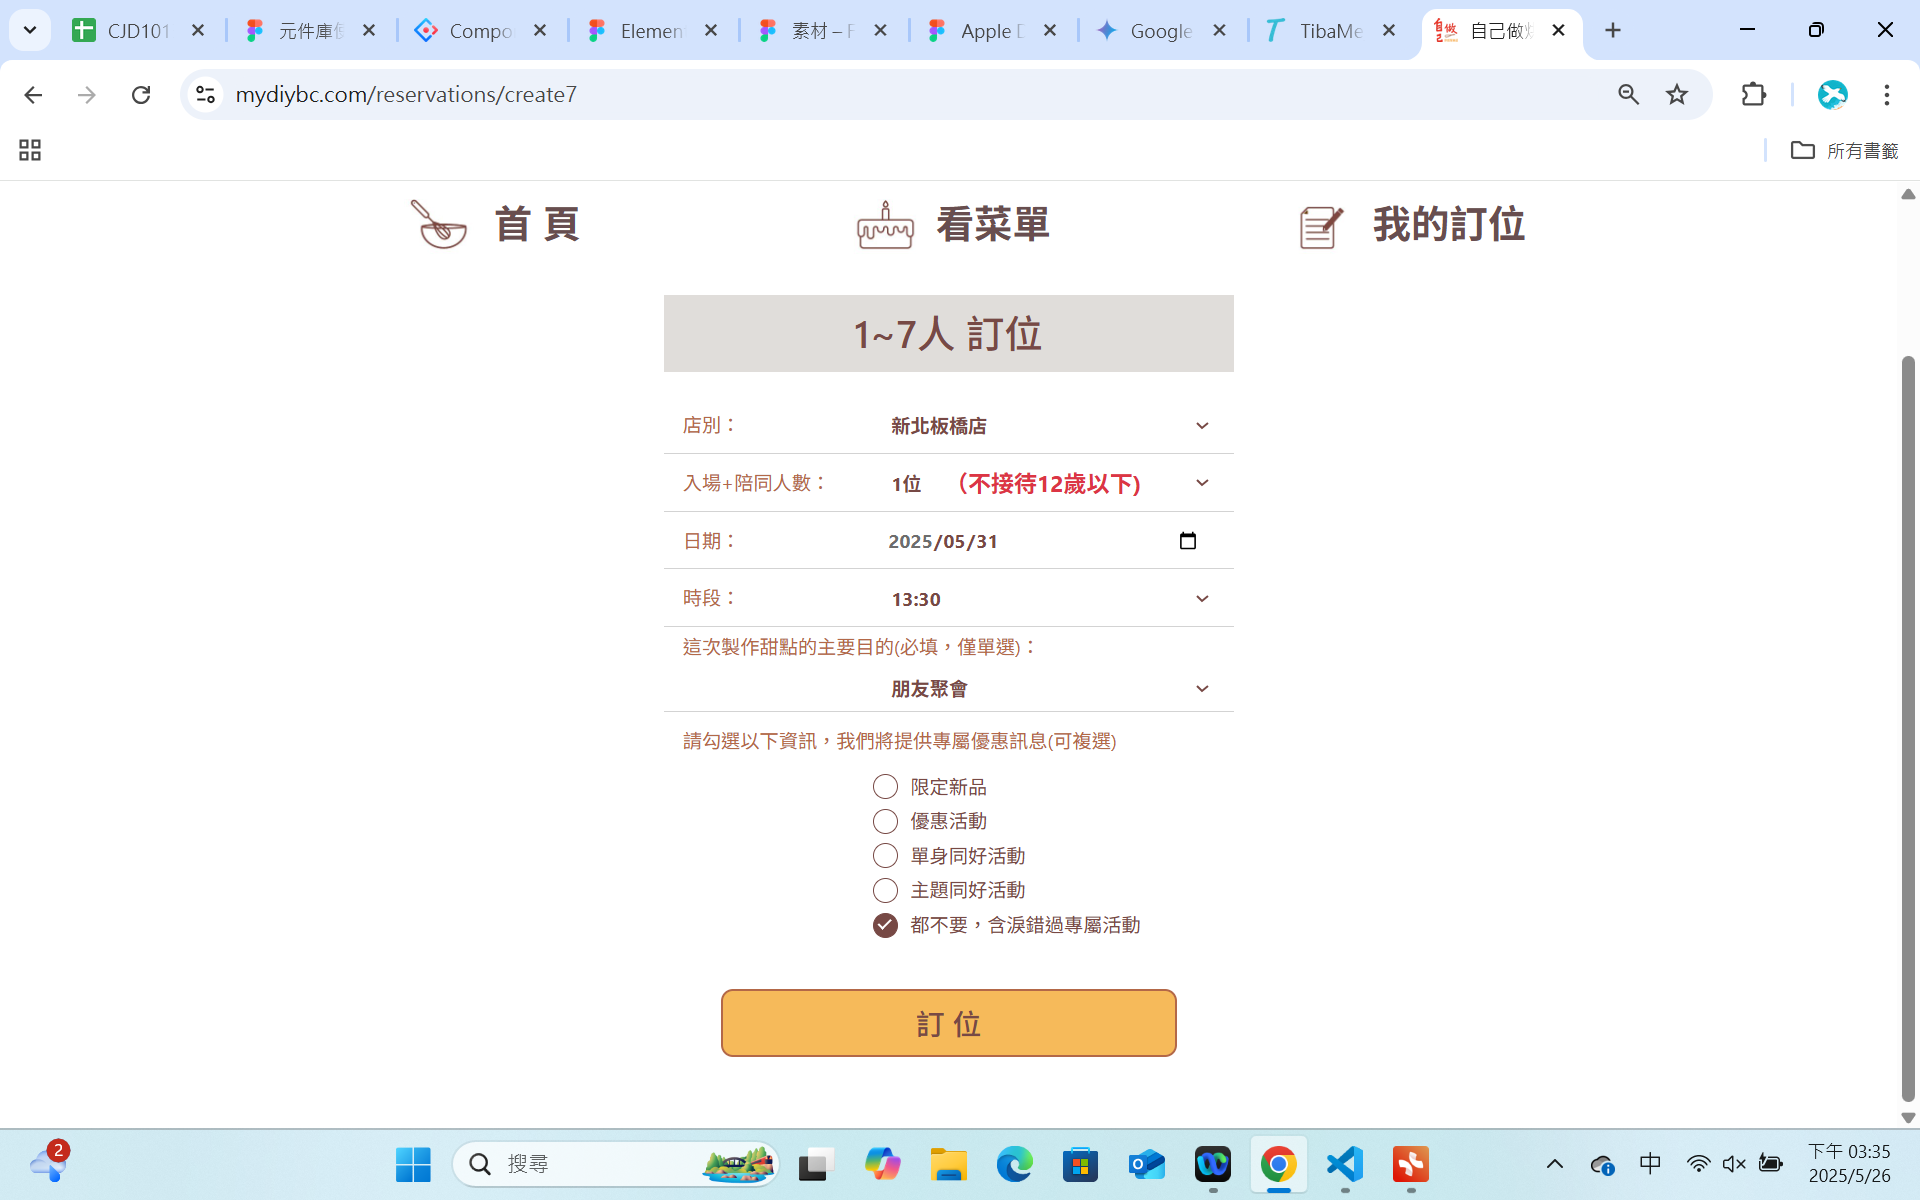 CJD101
元件庫
Compo
Elemen
素材 – F
Apple D
Google
TibaMe
自己做
mydiybc.com/reservations/create7
所有書籤
首 頁
看菜單
我的訂位
1~7人 訂位
店別：
新北板橋店
入場+陪同人數：
1位 （不接待12歲以下)
日期：
2025/05/31
時段：
13:30
這次製作甜點的主要目的(必填，僅單選)：
朋友聚會
請勾選以下資訊，我們將提供專屬優惠訊息(可複選)
限定新品
優惠活動
單身同好活動
主題同好活動
都不要，含淚錯過專屬活動
訂 位
2
搜尋
中
下午 03:35
2025/5/26